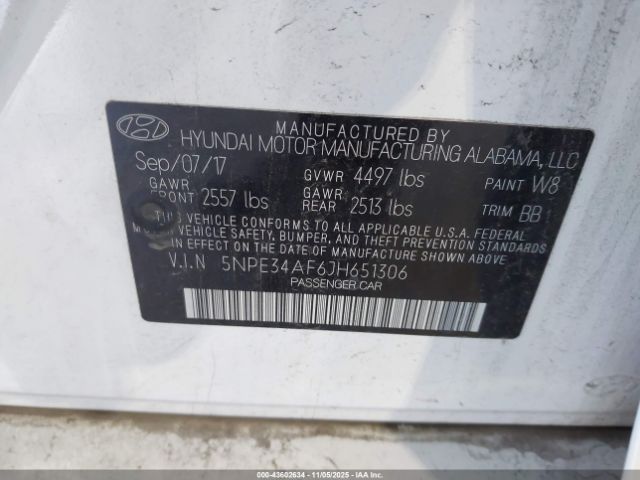 MANUFACTURED BY
HYUNDAI MOTOR MANUFACTURING ALABAMA, LLC
Sep/07/17 GVWR 4497 lbs PAINT W8
GAWR FRONT 2557 lbs GAWR REAR 2513 lbs TRIM BB
THIS VEHICLE CONFORMS TO ALL APPLICABLE U.S.A. FEDERAL
MOTOR VEHICLE SAFETY, BUMPER, AND THEFT PREVENTION STANDARDS
IN EFFECT ON THE DATE OF MANUFACTURE SHOWN ABOVE.
V.I.N 5NPE34AF6JH651306
PASSENGER CAR
000-43602634 - 11/05/2025 - IAAI.COM